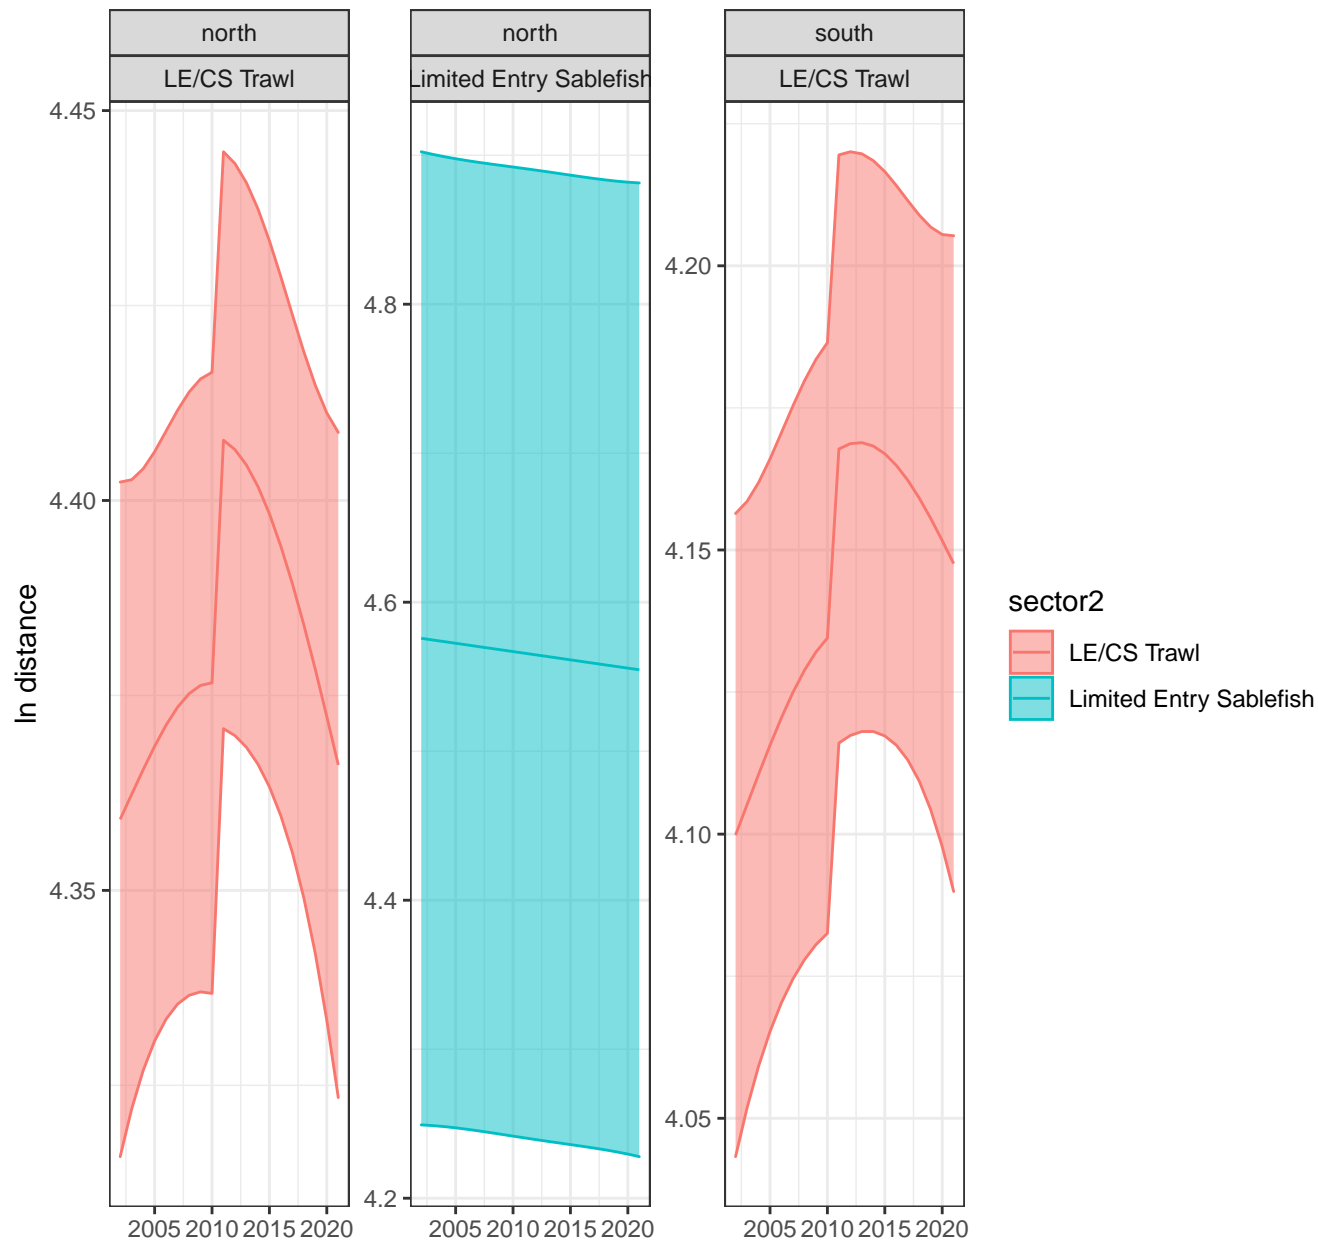 north
north
south
LE/CS Trawl
Limited Entry Sablefish
LE/CS Trawl
4.45
4.40
4.35
4.8
4.6
4.4
4.2
4.20
4.15
4.10
4.05
ln distance
2005 2010 2015 2020
2005 2010 2015 2020
2005 2010 2015 2020
sector2
LE/CS Trawl
Limited Entry Sablefish